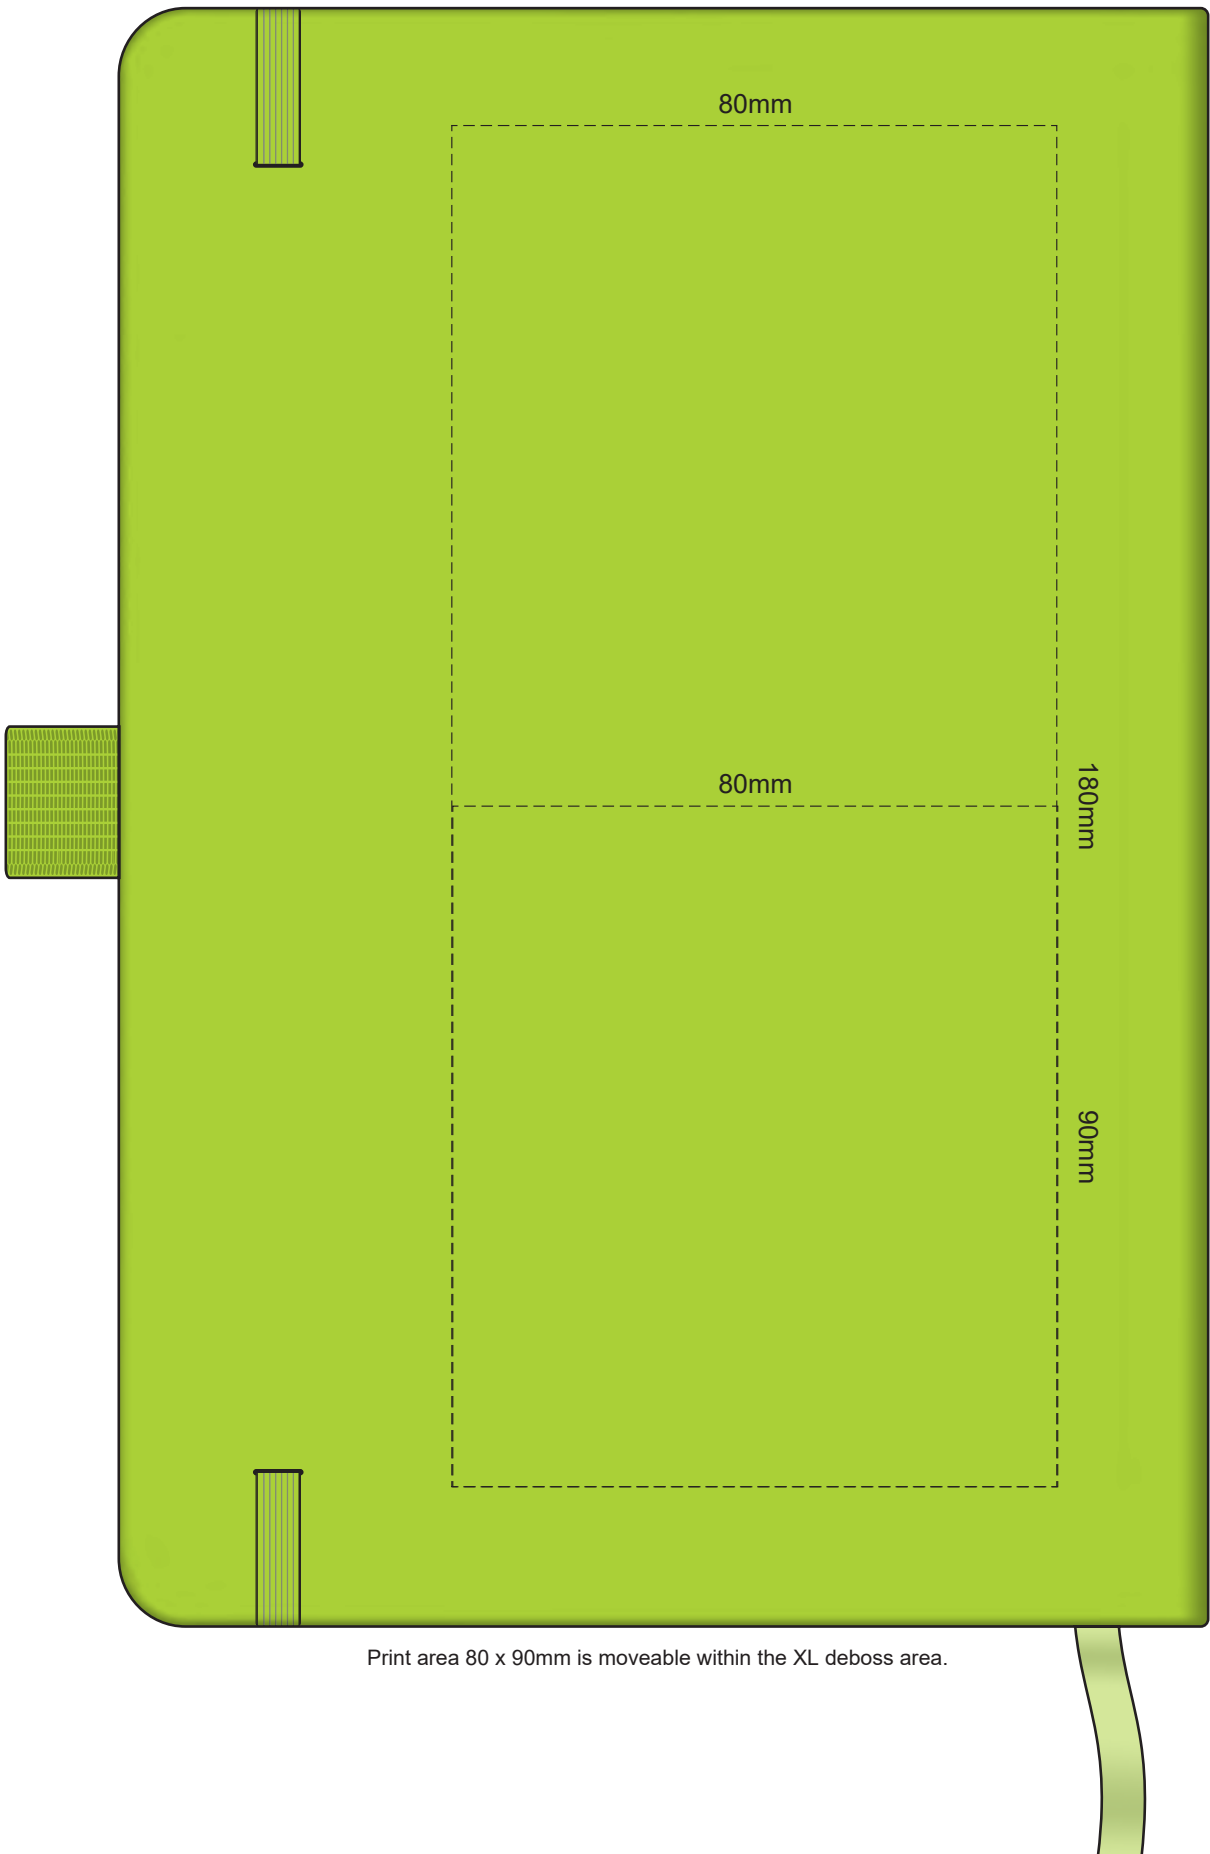 80mm
80mm
180mm
90mm
Print area 80 x 90mm is moveable within the XL deboss area.